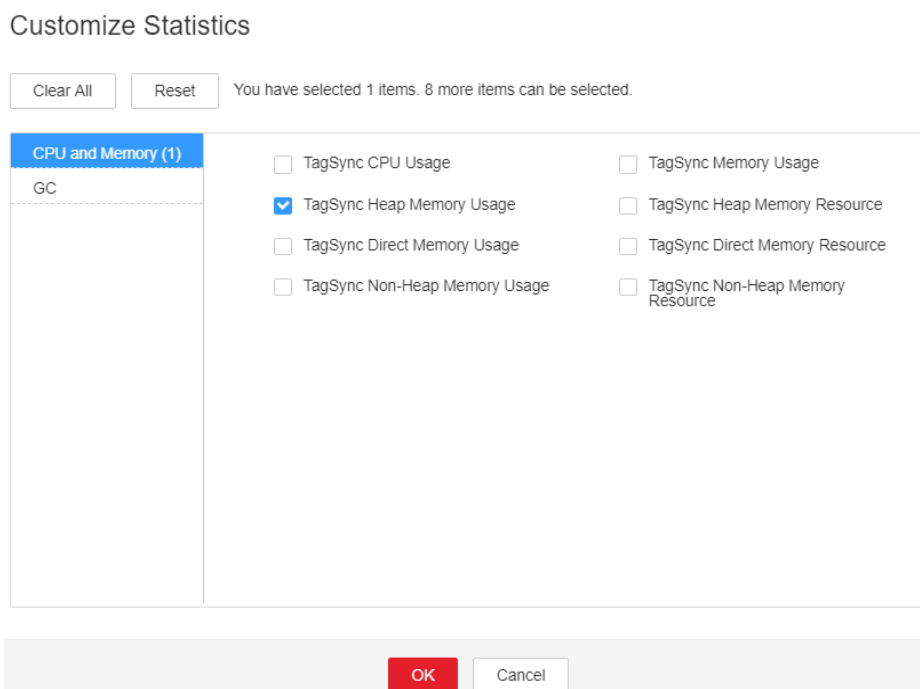 Customize Statistics
Clear All Reset You have selected 1 items. 8 more items can be selected.
CPU and Memory (1)
GC
TagSync CPU Usage TagSync Memory Usage
TagSync Heap Memory Usage TagSync Heap Memory Resource
TagSync Direct Memory Usage TagSync Direct Memory Resource
TagSync Non-Heap Memory Usage TagSync Non-Heap Memory
Resource
OK Cancel